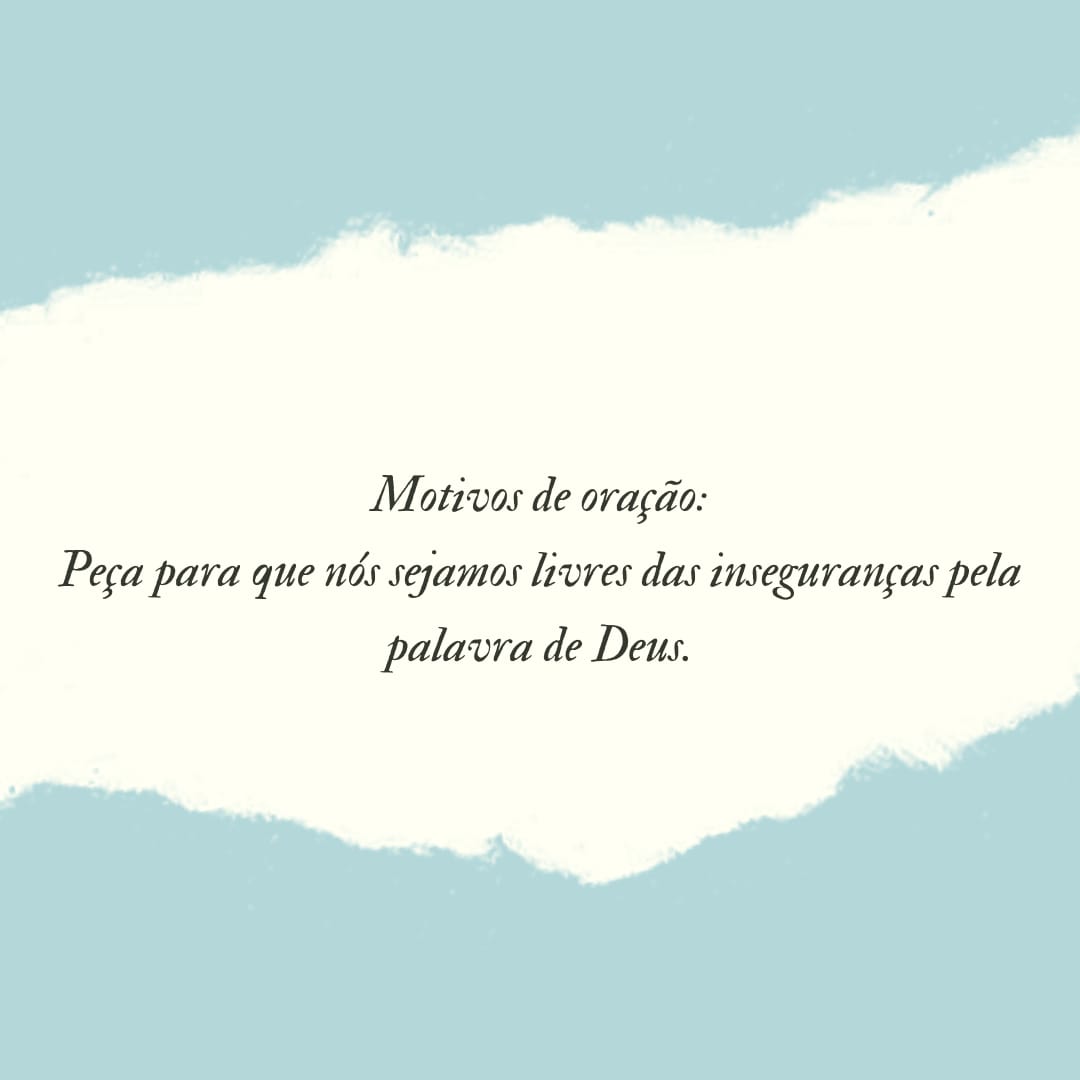 Motivos de oração:
Peça para que nós sejamos livres das inseguranças pela
palavra de Deus.